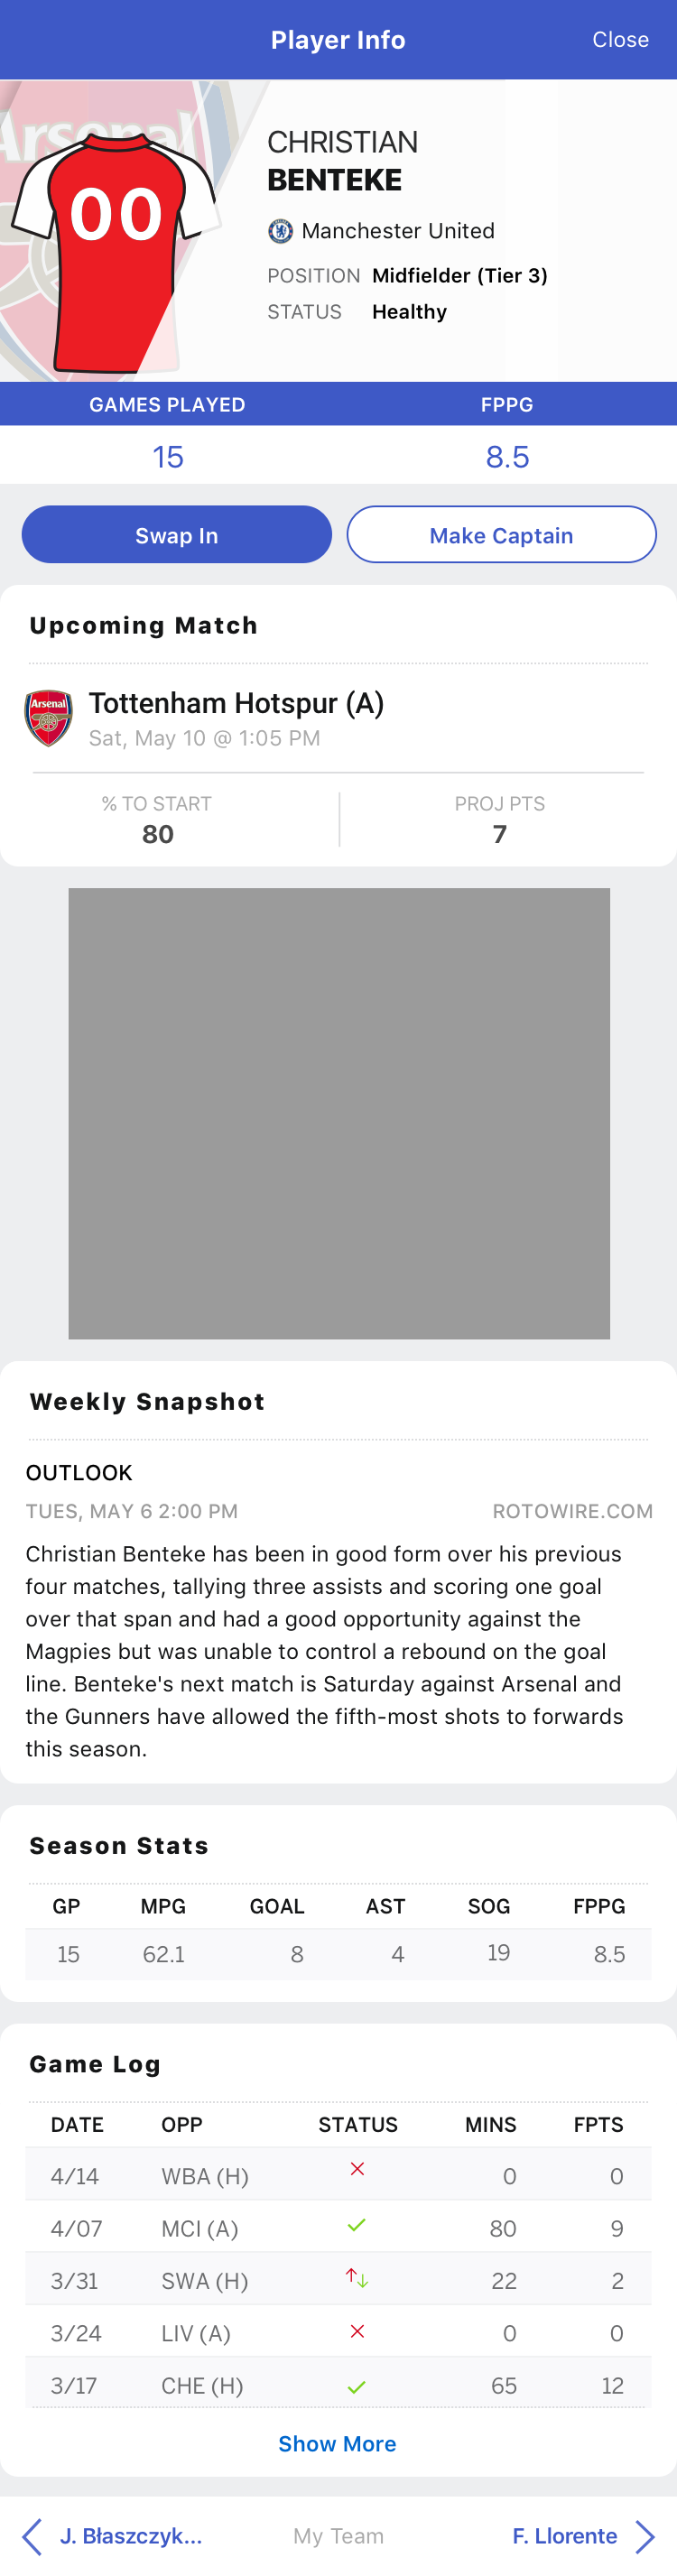 Player Info Close
Arsenal
00
CHRISTIAN
BENTEKE
Manchester United
POSITION Midfielder (Tier 3)
STATUS Healthy
GAMES PLAYED FPPG
15 8.5
Swap In Make Captain
Upcoming Match
Arsenal
Tottenham Hotspur (A)
Sat, May 10 @ 1:05 PM
% TO START PROJ PTS
80 7
Weekly Snapshot
OUTLOOK
TUES, MAY 6 2:00 PM ROTOWIRE.COM
Christian Benteke has been in good form over his previous
four matches, tallying three assists and scoring one goal
over that span and had a good opportunity against the
Magpies but was unable to control a rebound on the goal
line. Benteke's next match is Saturday against Arsenal and
the Gunners have allowed the fifth-most shots to forwards
this season.
Season Stats
GP MPG GOAL AST SOG FPPG
15 62.1 8 4 19 8.5
Game Log
DATE OPP STATUS MINS FPTS
4/14 WBA (H) 0 0
4/07 MCI (A) 80 9
3/31 SWA (H) 22 2
3/24 LIV (A) 0 0
3/17 CHE (H) 65 12
Show More
J. Błaszczyk... My Team F. Llorente